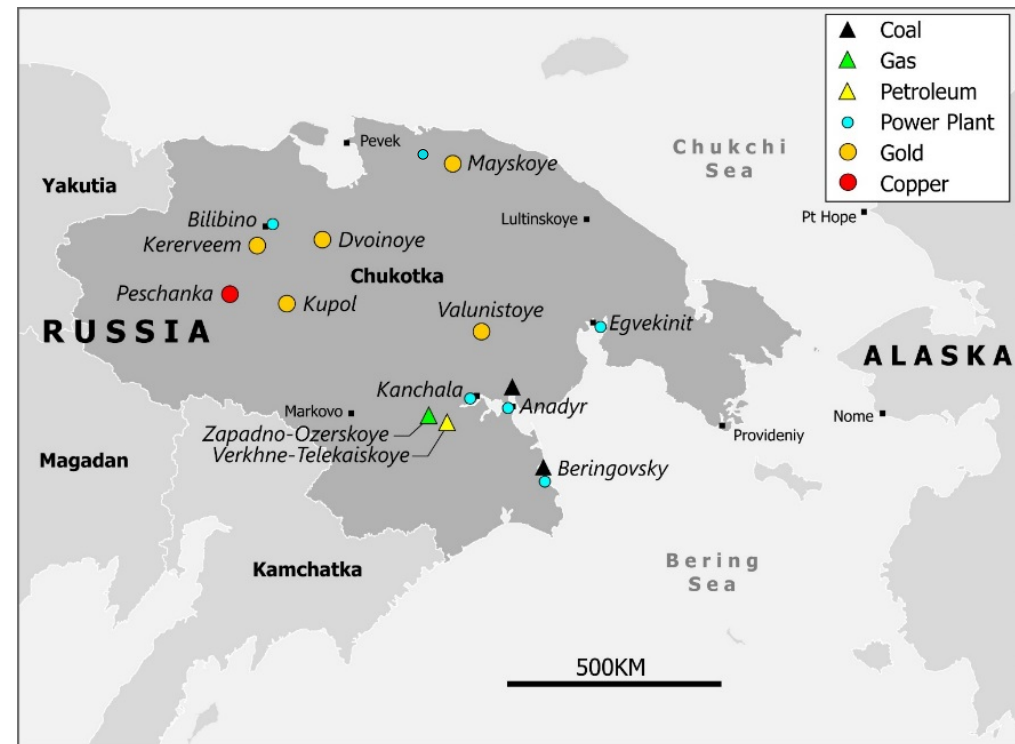 Coal
Gas
Petroleum
Power Plant
Gold
Copper
Pevek
Mayskoye
Chukchi
Sea
Yakutia
Pt Hope
Bilibino
Lultinskoye
Kererveem
Dvoinoye
Chukotka
Peschanka
Kupol
Valunistoye
RUSSIA
Egvekinit
ALASKA
Kanchala
Markovo
Anadyr
Nome
Zapadno-Ozerskoye
Provideniy
Verkhne-Telekaiskoye
Magadan
Beringovsky
Kamchatka
Bering
Sea
500KM